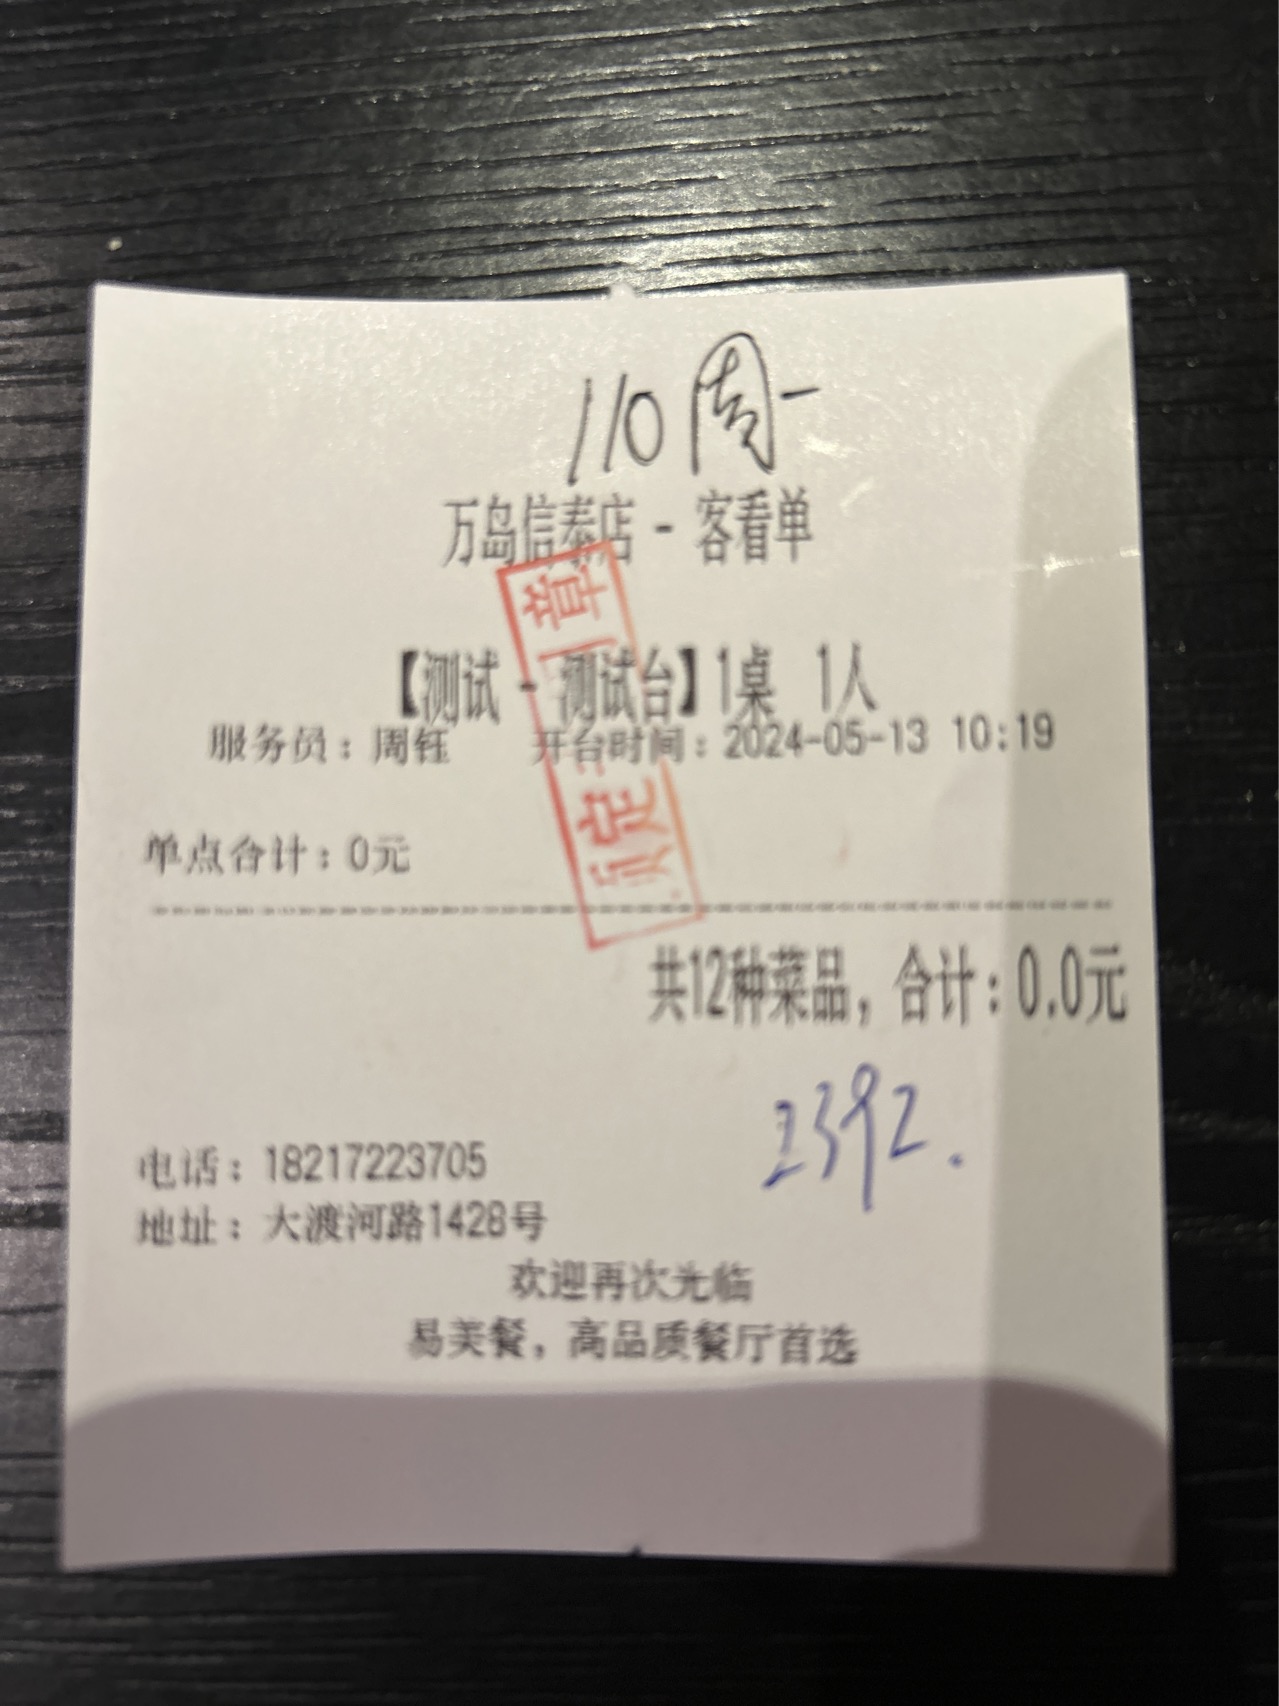 110 周一
万岛信泰店 - 客看单
【测试 - 测试台】1桌 1人
服务员：周钰 开台时间：2024-05-13 10:19
单点合计：0元
共12种菜品，合计：0.0元
2392.
电话：18217223705
地址：大渡河路1428号
欢迎再次光临
易美餐，高品质餐厅首选